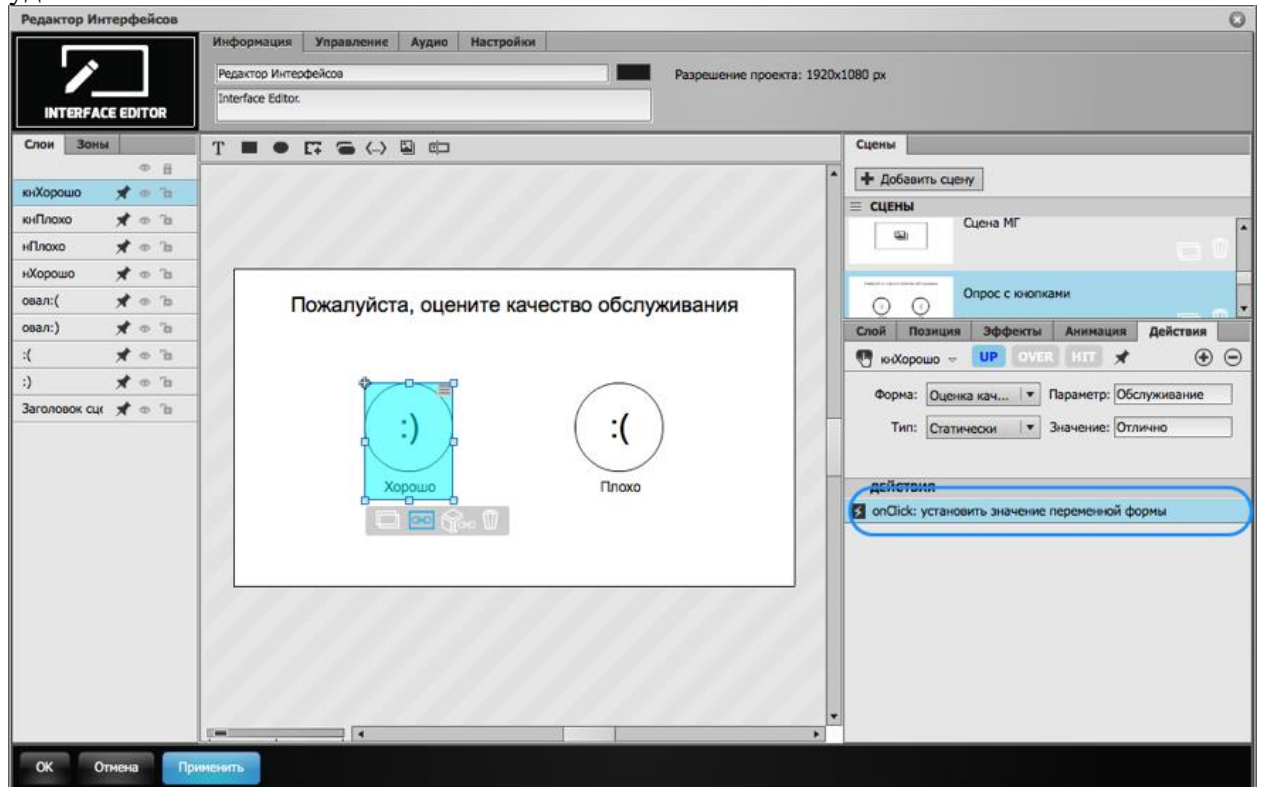 Редактор Интерфейсов
INTERFACE EDITOR
Информация Управление Аудио Настройки
Редактор Интерфейсов
Разрешение проекта: 1920x1080 px
Interface Editor.
Слои Зоны
кнХорошо
кнПлохо
нПлохо
нХорошо
овал:(
овал:)
:(
:)
Заголовок сце
T
Пожалуйста, оцените качество обслуживания
:)
Хорошо
:(
Плохо
Сцены
Добавить сцену
СЦЕНЫ
Сцена МГ
Опрос с кнопками
Слой Позиция Эффекты Анимация Действия
кнХорошо UP OVER HIT
Форма: Оценка кач... Параметр: Обслуживание
Тип: Статически Значение: Отлично
ДЕЙСТВИЯ
onClick: установить значение переменной формы
OK Отмена Применить